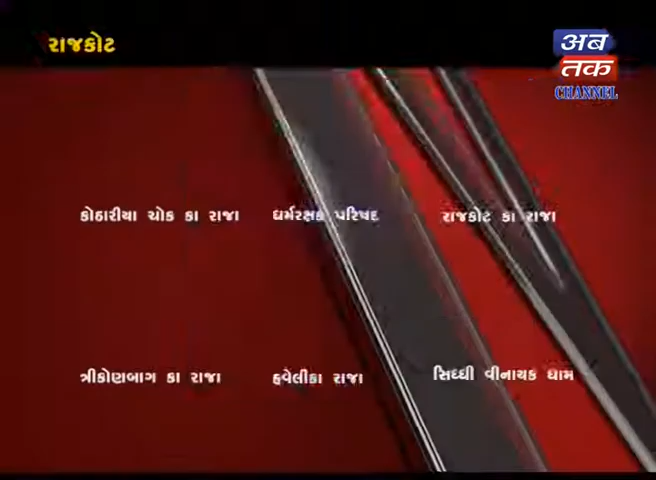 રાજકોટ
અબ
તક
CHANNEL
કોઠારીયા ચોક કા રાજા
ધર્મરક્ષક પરિષદ
રાજકોટ કા રાજા
ત્રીકોણબાગ કા રાજા
હવેલીકા રાજા
સિધ્ધી વીનાયક ધામ